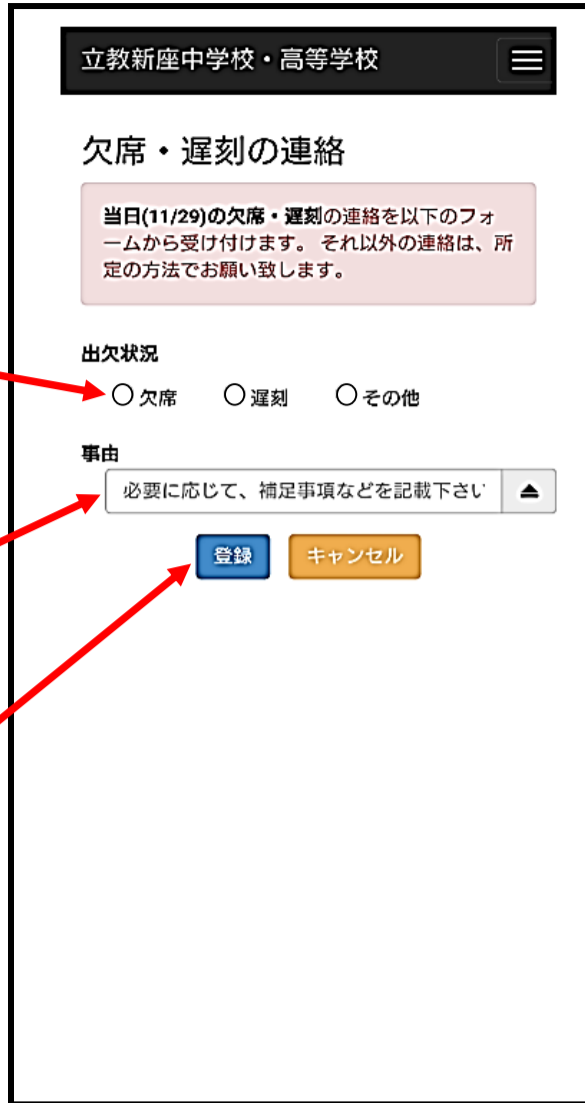 立教新座中学校・高等学校
欠席・遅刻の連絡
当日(11/29)の欠席・遅刻の連絡を以下のフォ
ームから受け付けます。 それ以外の連絡は、所
定の方法でお願い致します。
出欠状況
欠席 遅刻 その他
事由
必要に応じて、補足事項などを記載下さい
登録 キャンセル